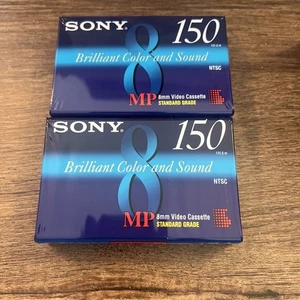 SONY 150
8
Brilliant Color and Sound
NTSC
MP 8mm Video Cassette
STANDARD GRADE
SONY 150
8
Brilliant Color and Sound
NTSC
MP 8mm Video Cassette
STANDARD GRADE